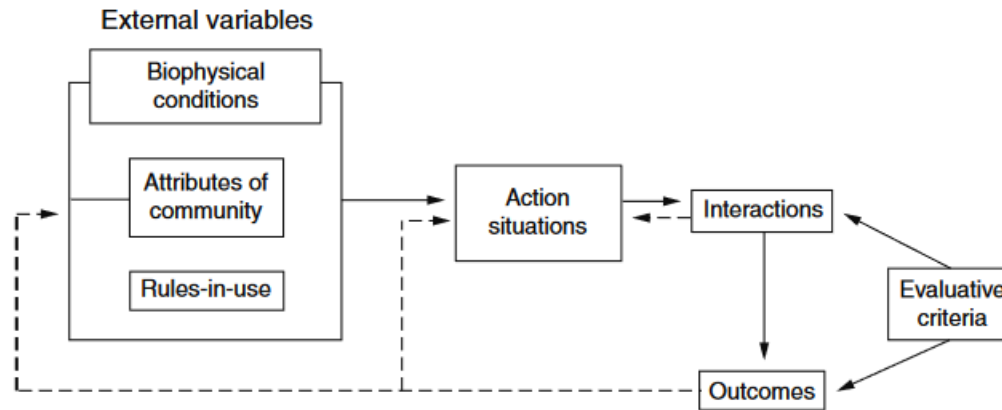 External variables
Biophysical
conditions
Attributes of
community
Rules-in-use
Action
situations
Interactions
Evaluative
criteria
Outcomes